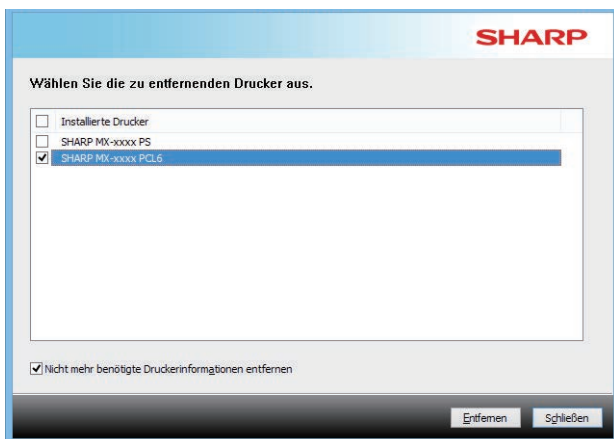 SHARP
Wählen Sie die zu entfernenden Drucker aus.
Installierte Drucker
SHARP MX-xxxx PS
SHARP MX-xxxx PCL6
Nicht mehr benötigte Druckerinformationen entfernen
Entfernen Schließen